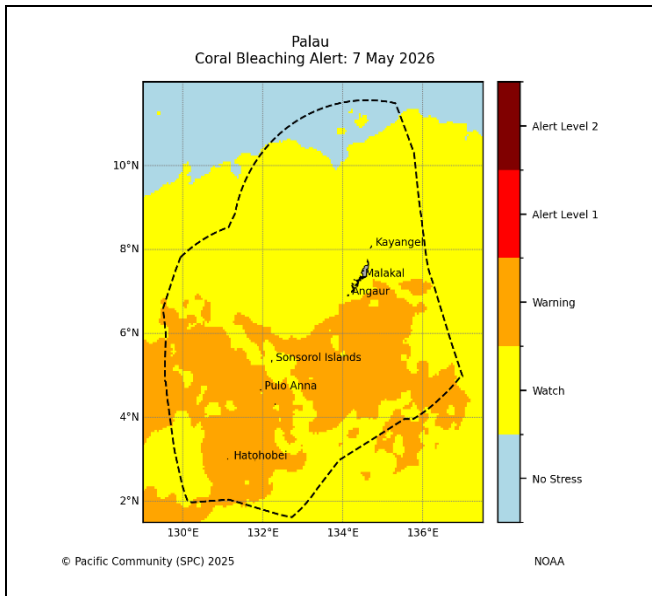 Palau
Coral Bleaching Alert: 7 May 2026
Alert Level 2
10°N
Alert Level 1
8°N
Kayangel
Malakal
Angaur
Warning
6°N
Sonsorol Islands
Pulo Anna
Watch
4°N
Hatohobei
No Stress
2°N
130°E
132°E
134°E
136°E
© Pacific Community (SPC) 2025
NOAA